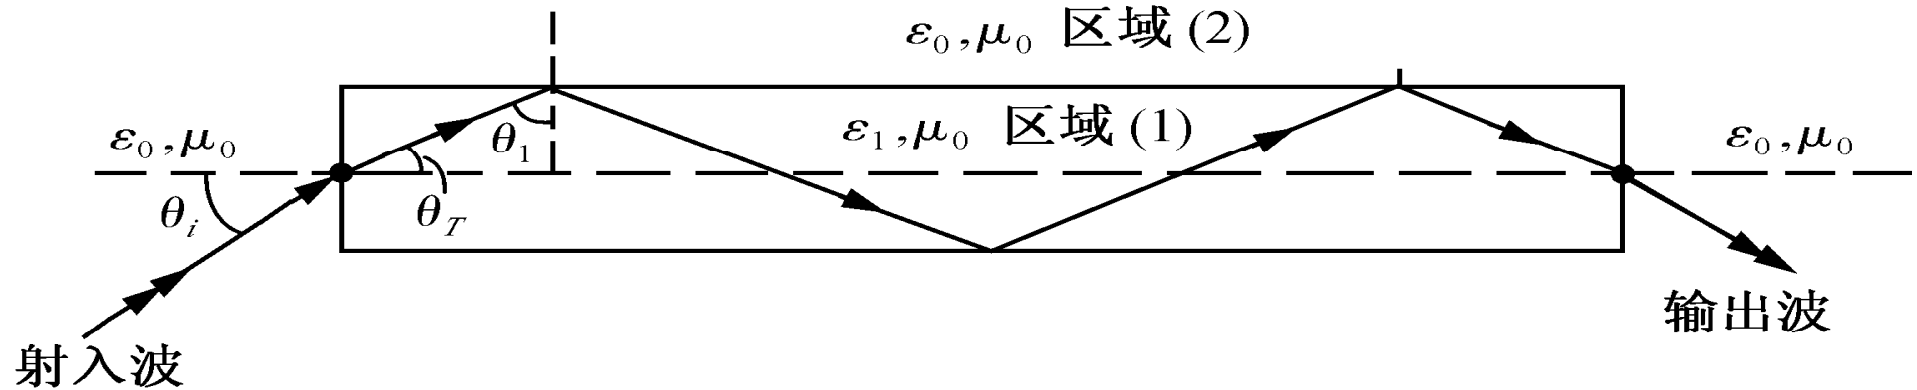 ε₀,μ₀ 区域(2)
ε₀,μ₀
θ₁
ε₁,μ₀ 区域(1)
ε₀,μ₀
θᵢ
θ_T
输出波
射入波